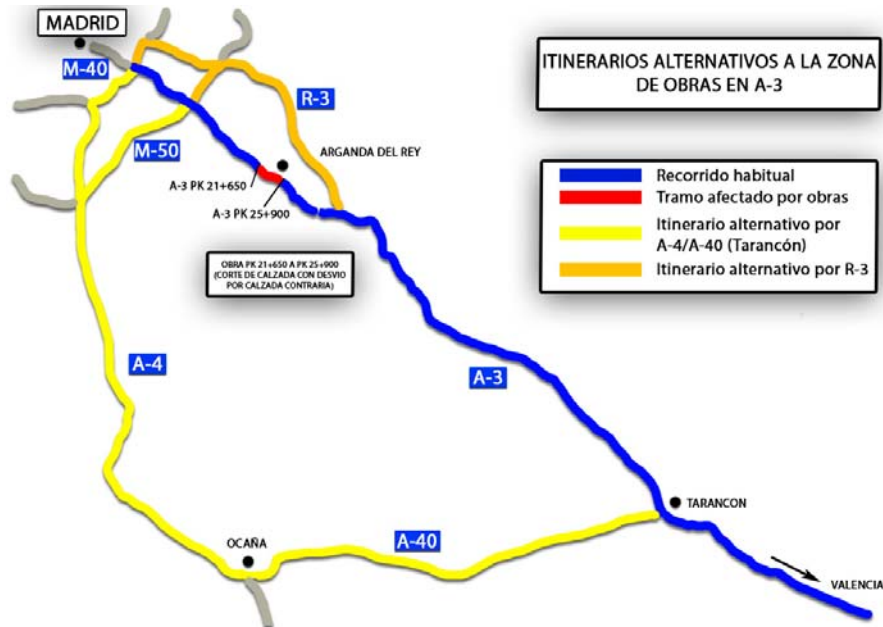 MADRID
M-40
ITINERARIOS ALTERNATIVOS A LA ZONA
DE OBRAS EN A-3
R-3
M-50
ARGANDA DEL REY
A-3 PK 21+650
A-3 PK 25+900
Recorrido habitual
Tramo afectado por obras
Itinerario alternativo por
A-4/A-40 (Tarancón)
Itinerario alternativo por R-3
OBRA PK 21+650 A PK 25+900
(CORTE DE CALZADA CON DESVIO
POR CALZADA CONTRARIA)
A-4
A-3
TARANCON
OCAÑA
A-40
VALENCIA